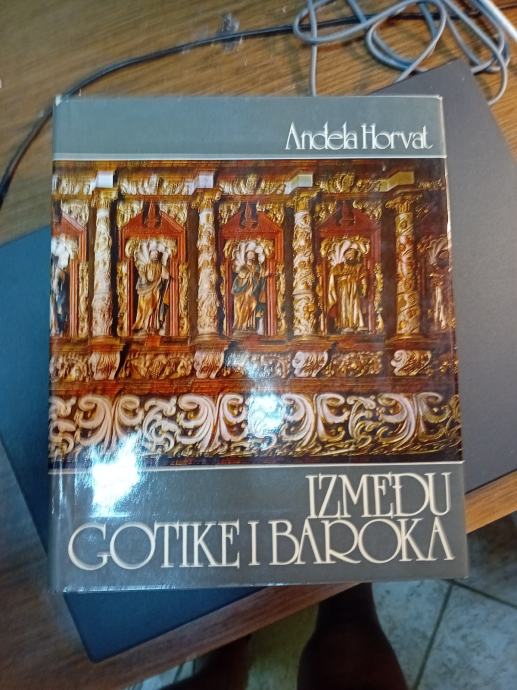 Anđela Horvat
IZMEĐU
GOTIKE I BAROKA